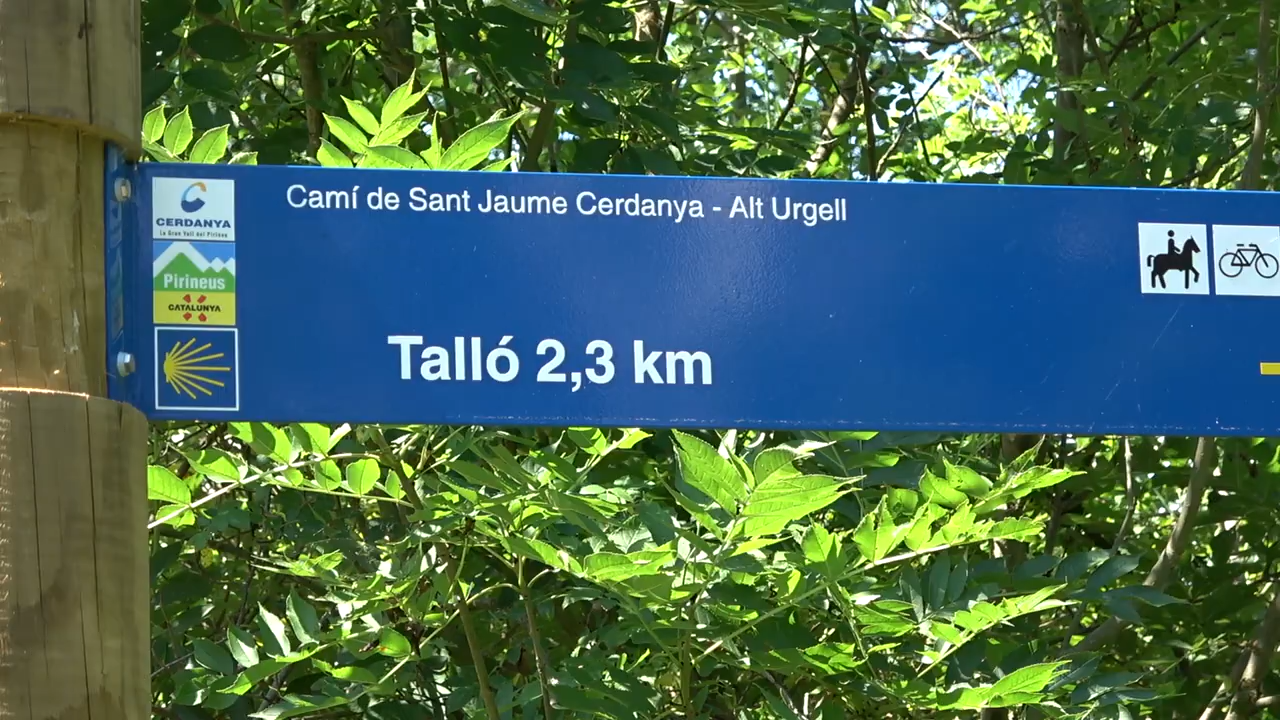 CERDANYA
La Gran Vall del Pirineu
Pirineus
CATALUNYA
Camí de Sant Jaume Cerdanya - Alt Urgell
Talló 2,3 km